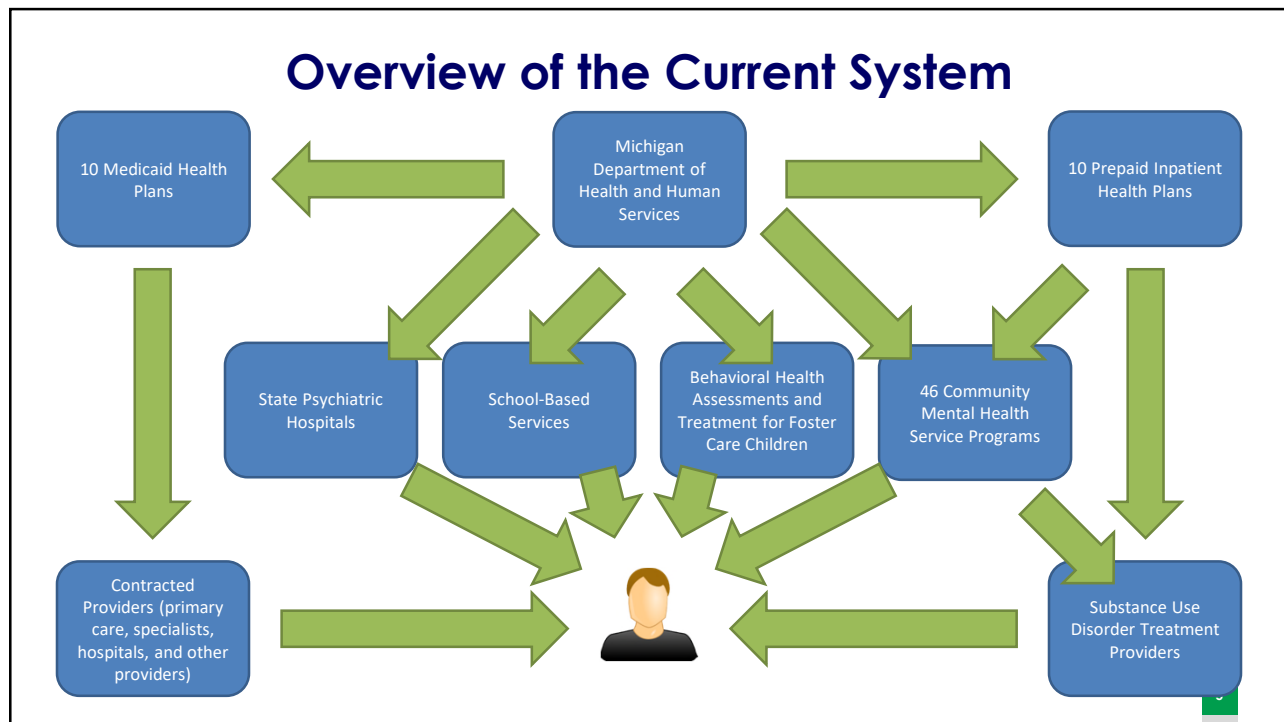 Overview of the Current System
10 Medicaid Health
Plans
Michigan
Department of
Health and Human
Services
10 Prepaid Inpatient
Health Plans
State Psychiatric
Hospitals
School-Based
Services
Behavioral Health
Assessments and
Treatment for Foster
Care Children
46 Community
Mental Health
Service Programs
Contracted
Providers (primary
care, specialists,
hospitals, and other
providers)
Substance Use
Disorder Treatment
Providers